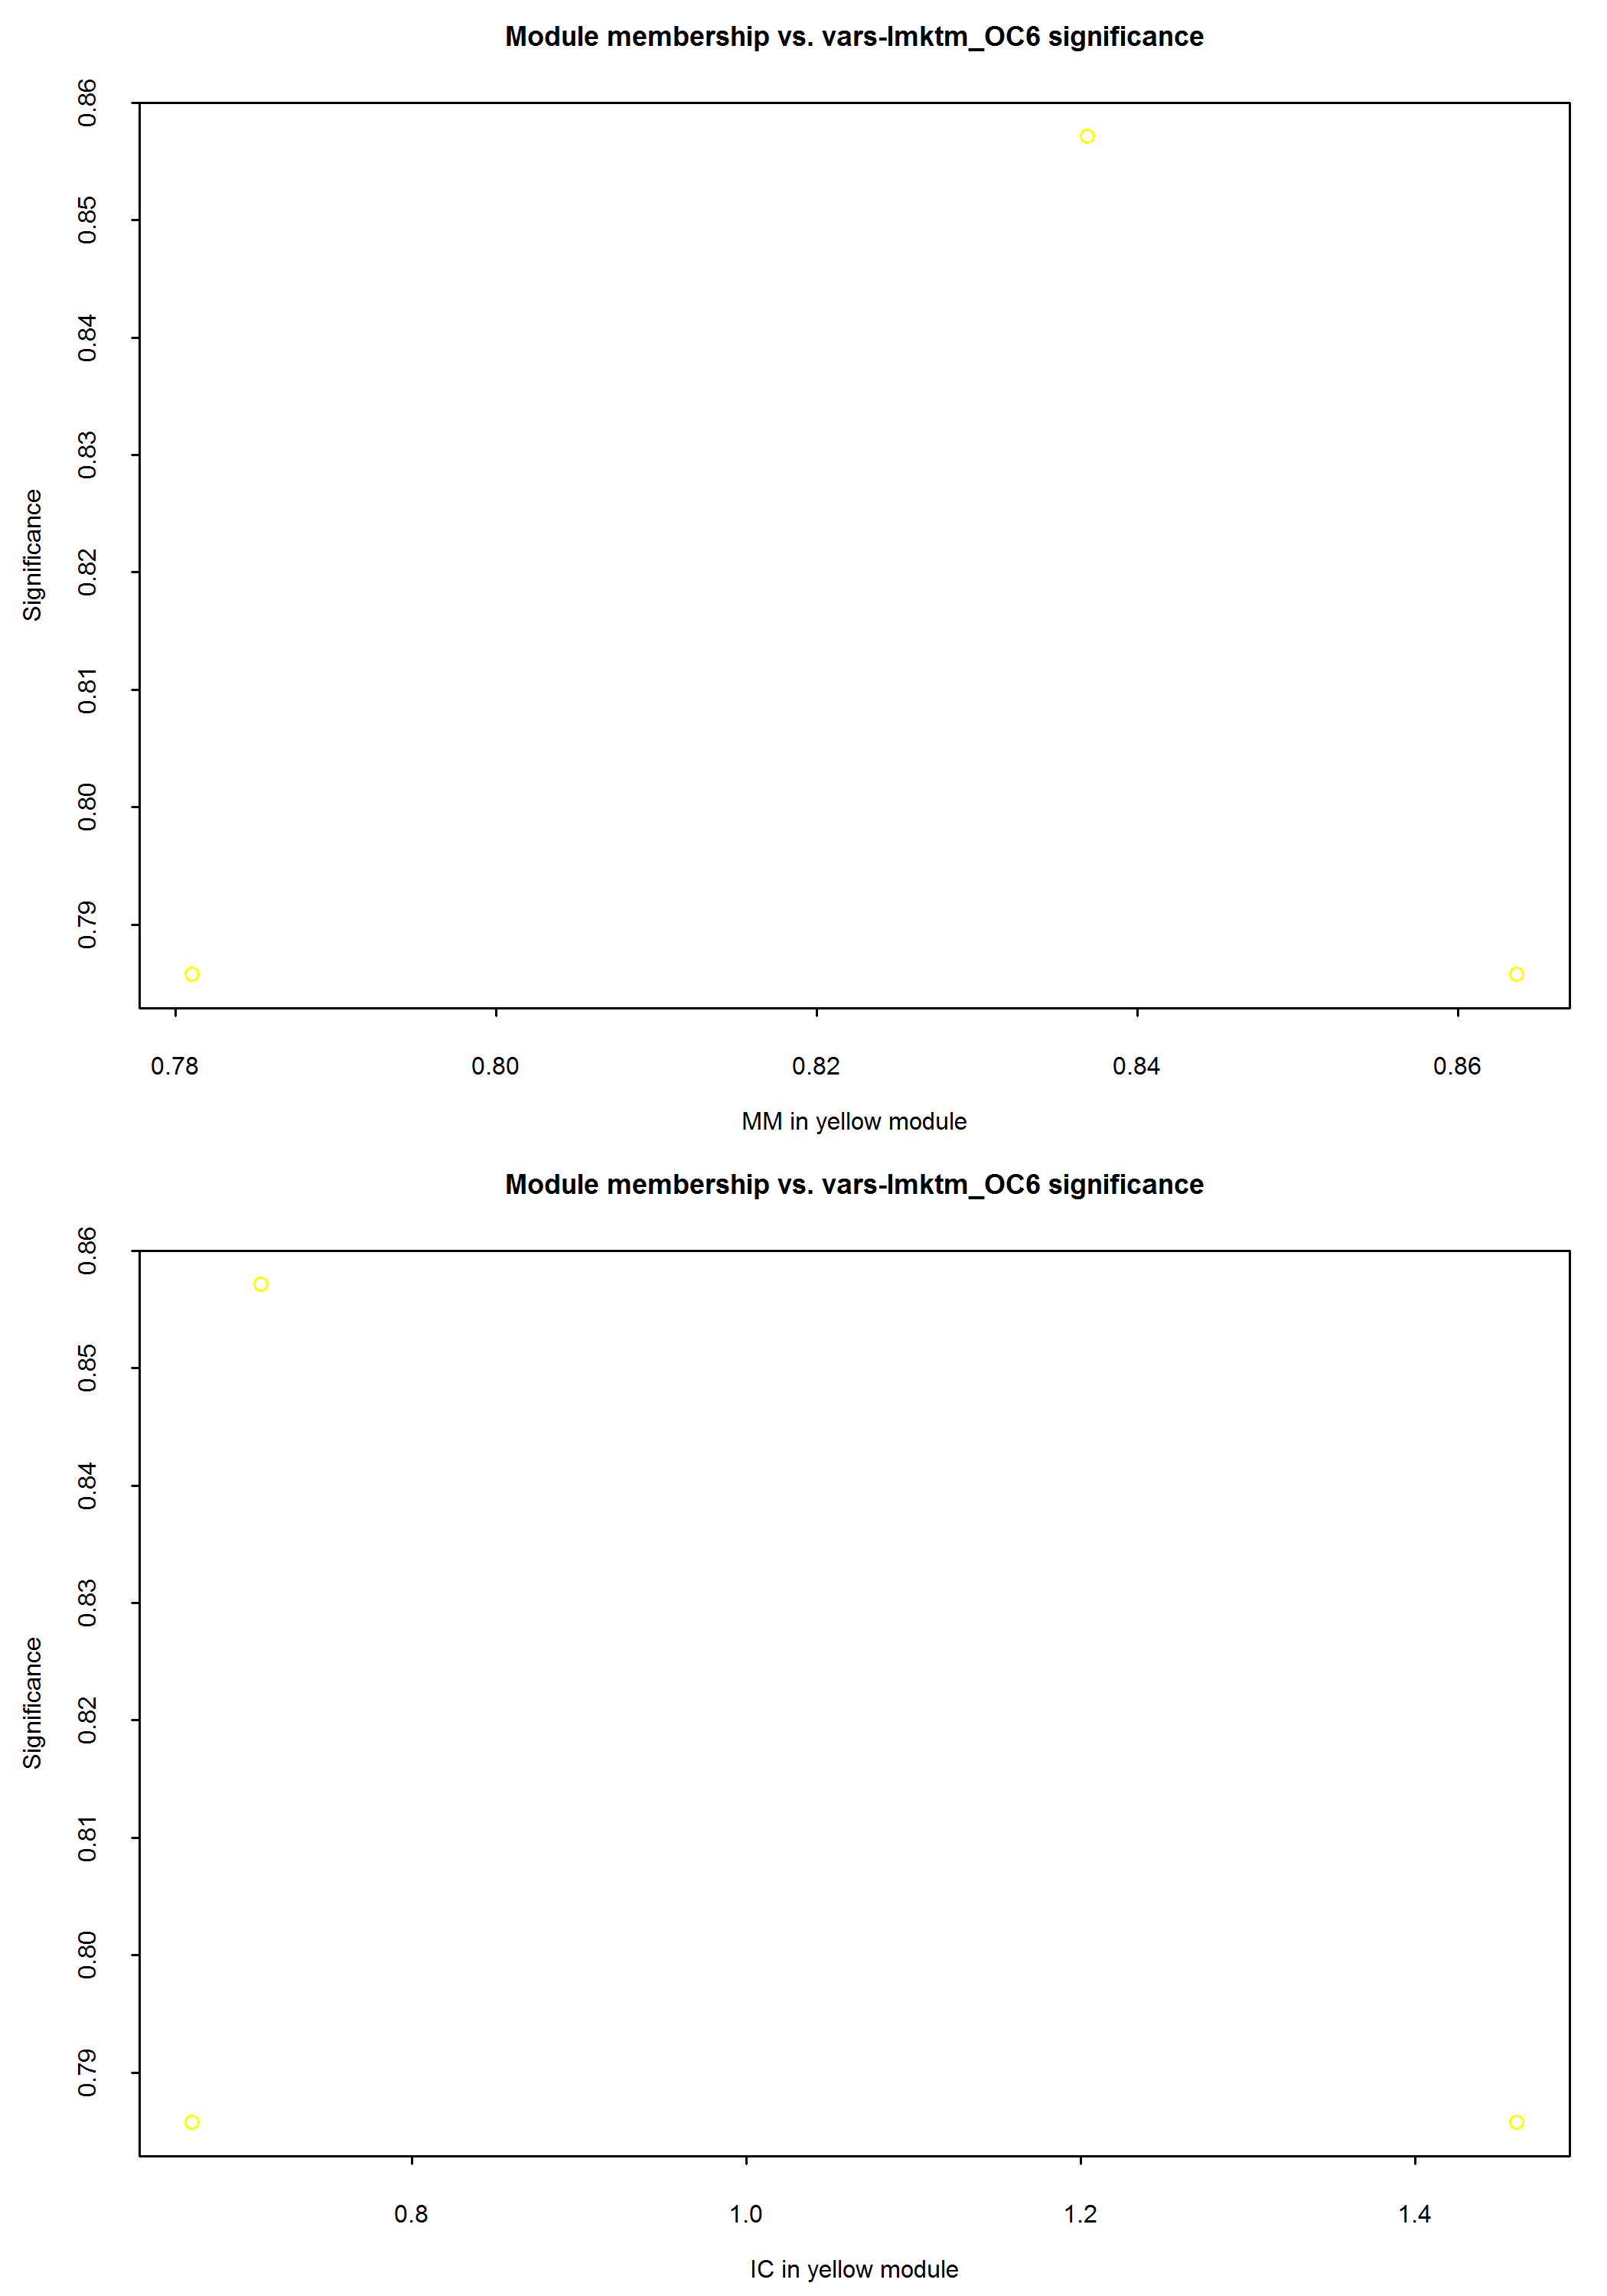 Module membership vs. vars-lmktm_OC6 significance
0.86
0.85
0.84
0.83
0.82
0.81
0.80
0.79
Significance
0.78 0.80 0.82 0.84 0.86
MM in yellow module
Module membership vs. vars-lmktm_OC6 significance
0.86
0.85
0.84
0.83
0.82
0.81
0.80
0.79
Significance
0.8 1.0 1.2 1.4
IC in yellow module